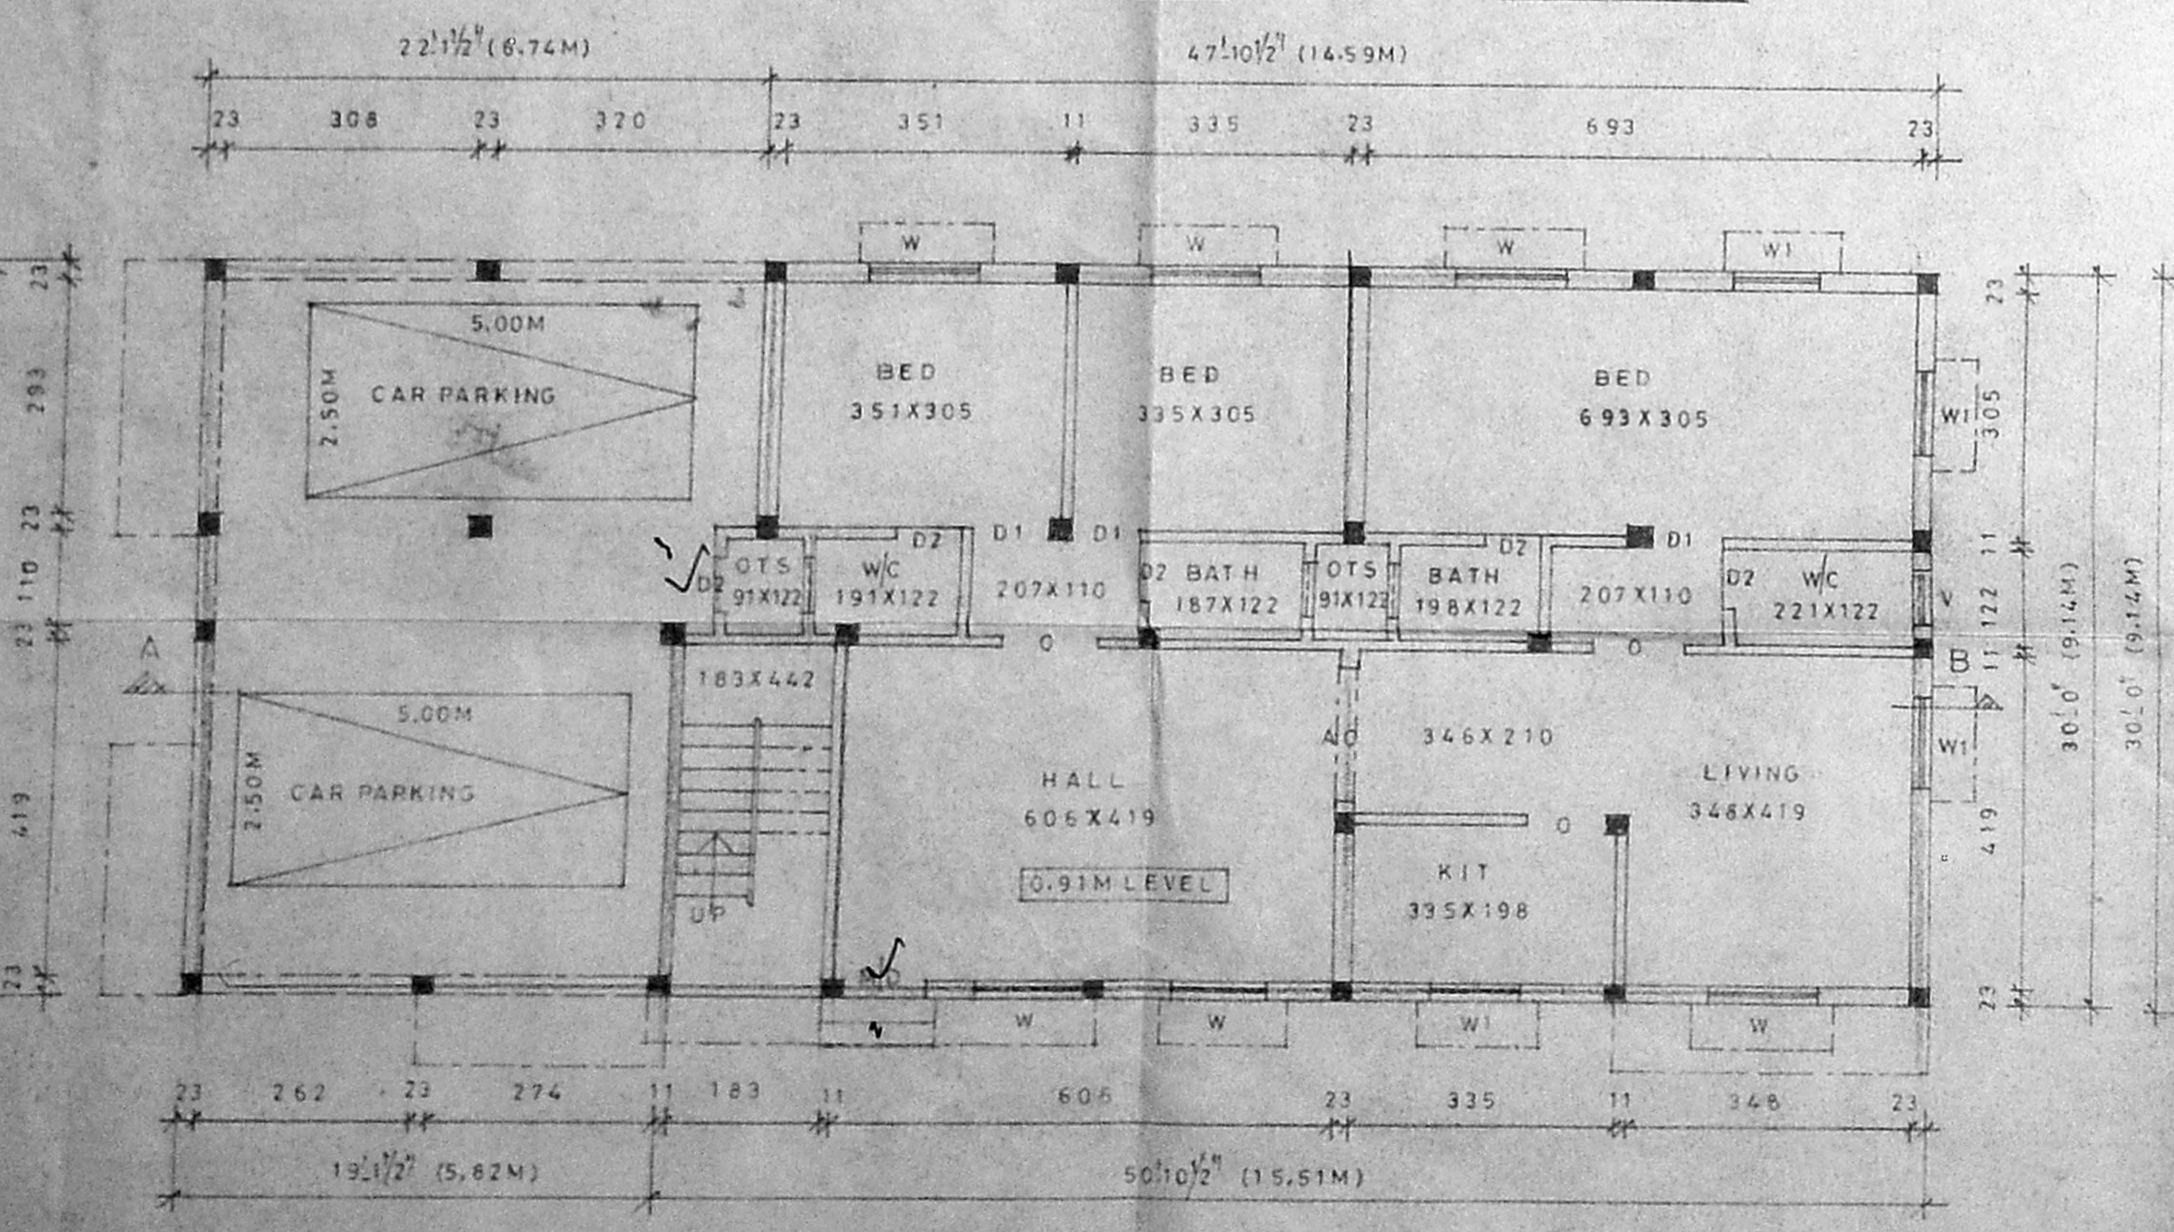 22'-1½" (6.74M)
47'-10½" (14.59M)
23 308 23 320 23 351 11 335 23 693 23
W W W W1
23 23
5.00M
2.50M CAR PARKING
BED BED BED
351X305 335X305 693X305
293 W1 305
23 D2 D1 D1 D2 D1 11
OTS W/C D2 BATH OTS BATH D2 W/C
D2 91X122 191X122 207X110 187X122 91X122 198X122 207X110 221X122 V 122
110
23 O O 11
A B
183X442
5.00M
2.50M CAR PARKING
346X210 W1
HALL LIVING
606X419 O 348X419
419 419
KIT
0.91M LEVEL
335X198
UP
23 23
W W W1 W
30'-0" (9.14M)
30'-0" (9.14M)
23 262 23 274 11 183 11 606 23 335 11 348 23
19'-1½" (5.82M)
50'-10½" (15.51M)